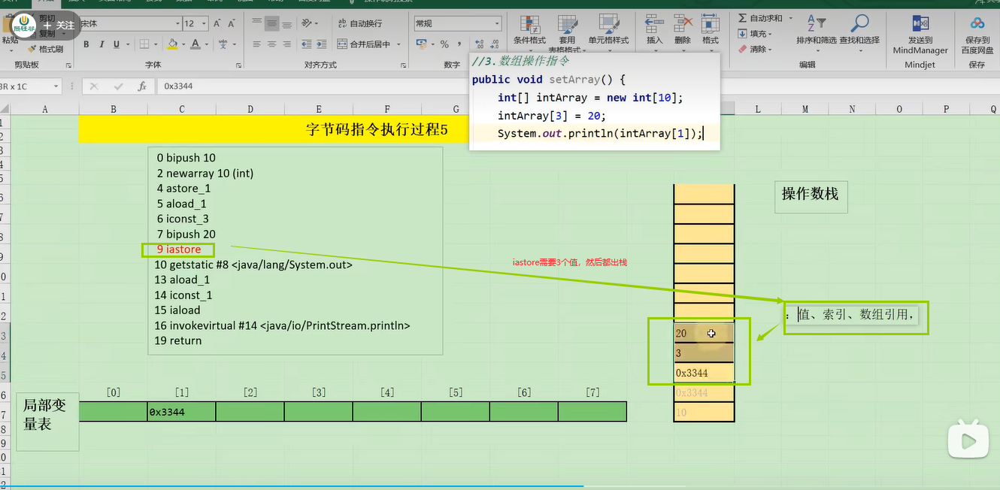 剪切
复制
格式刷
粘贴
尚硅谷
+ 关注
宋体
12
B I U
A
自动换行
合并后居中
常规
条件格式
套用
表格格式
单元格样式
插入
删除
格式
自动求和
填充
清除
排序和筛选
查找和选择
发送到
MindManager
保存到
百度网盘
剪贴板
字体
对齐方式
数字
编辑
Mindjet
保存
3R x 1C
fx
0x3344
A B C D E F G L M N O P Q
字节码指令执行过程5
//3.数组操作指令
public void setArray() {
int[] intArray = new int[10];
intArray[3] = 20;
System.out.println(intArray[1]);
0 bipush 10
2 newarray 10 (int)
4 astore_1
5 aload_1
6 iconst_3
7 bipush 20
9 iastore
10 getstatic #8 <java/lang/System.out>
13 aload_1
14 iconst_1
15 iaload
16 invokevirtual #14 <java/io/PrintStream.println>
19 return
操作数栈
iastore需要3个值，然后都出栈
：值、索引、数组引用，
20
3
0x3344
0x3344
10
[0] [1] [2] [3] [4] [5] [6] [7]
局部变
量表
0x3344